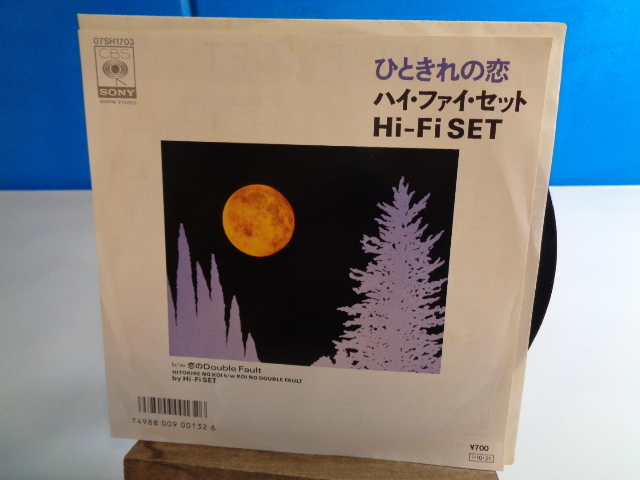 07SH1703
CBS
SONY
45RPM STEREO
ひときれの恋
ハイ・ファイ・セット
Hi-Fi SET
b/w 恋のDouble Fault
HITOKIRE NO KOI b/w KOI NO DOUBLE FAULT
by Hi-Fi SET
T4988 009 00132 6
¥700